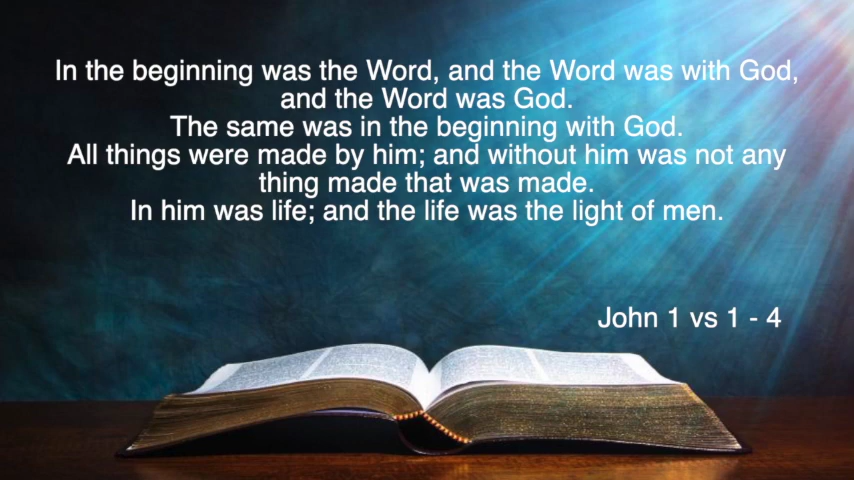 In the beginning was the Word, and the Word was with God,
and the Word was God.
The same was in the beginning with God.
All things were made by him; and without him was not any
thing made that was made.
In him was life; and the life was the light of men.
John 1 vs 1 - 4